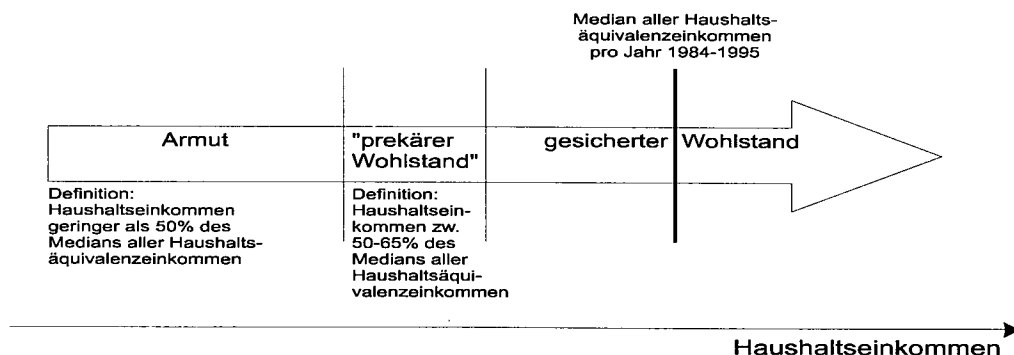 Median aller Haushalts-
äquivalenzeinkommen
pro Jahr 1984-1995
Armut
"prekärer
Wohlstand"
gesicherter Wohlstand
Definition:
Haushaltseinkommen
geringer als 50% des
Medians aller Haushalts-
äquivalenzeinkommen
Definition:
Haushaltsein-
kommen zw.
50-65% des
Medians aller
Haushaltsäqui-
valenzeinkommen
Haushaltseinkommen